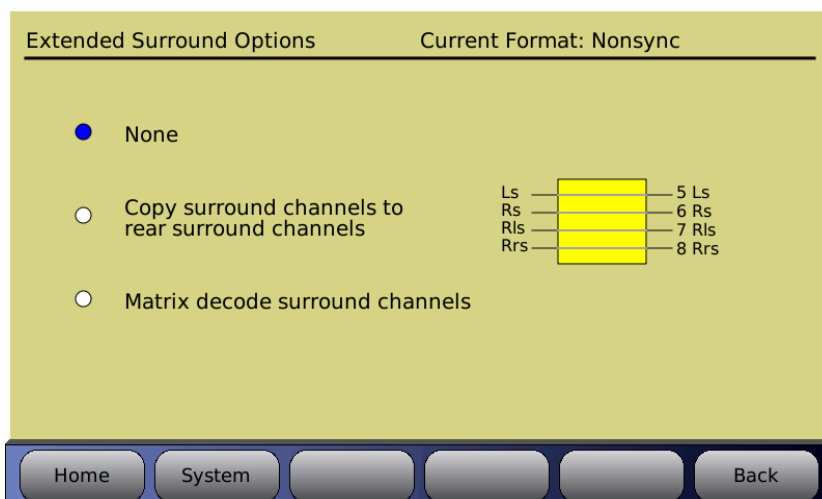 Extended Surround Options
Current Format: Nonsync
None
Copy surround channels to
rear surround channels
Matrix decode surround channels
Ls
Rs
Rls
Rrs
5 Ls
6 Rs
7 Rls
8 Rrs
Home
System
Back